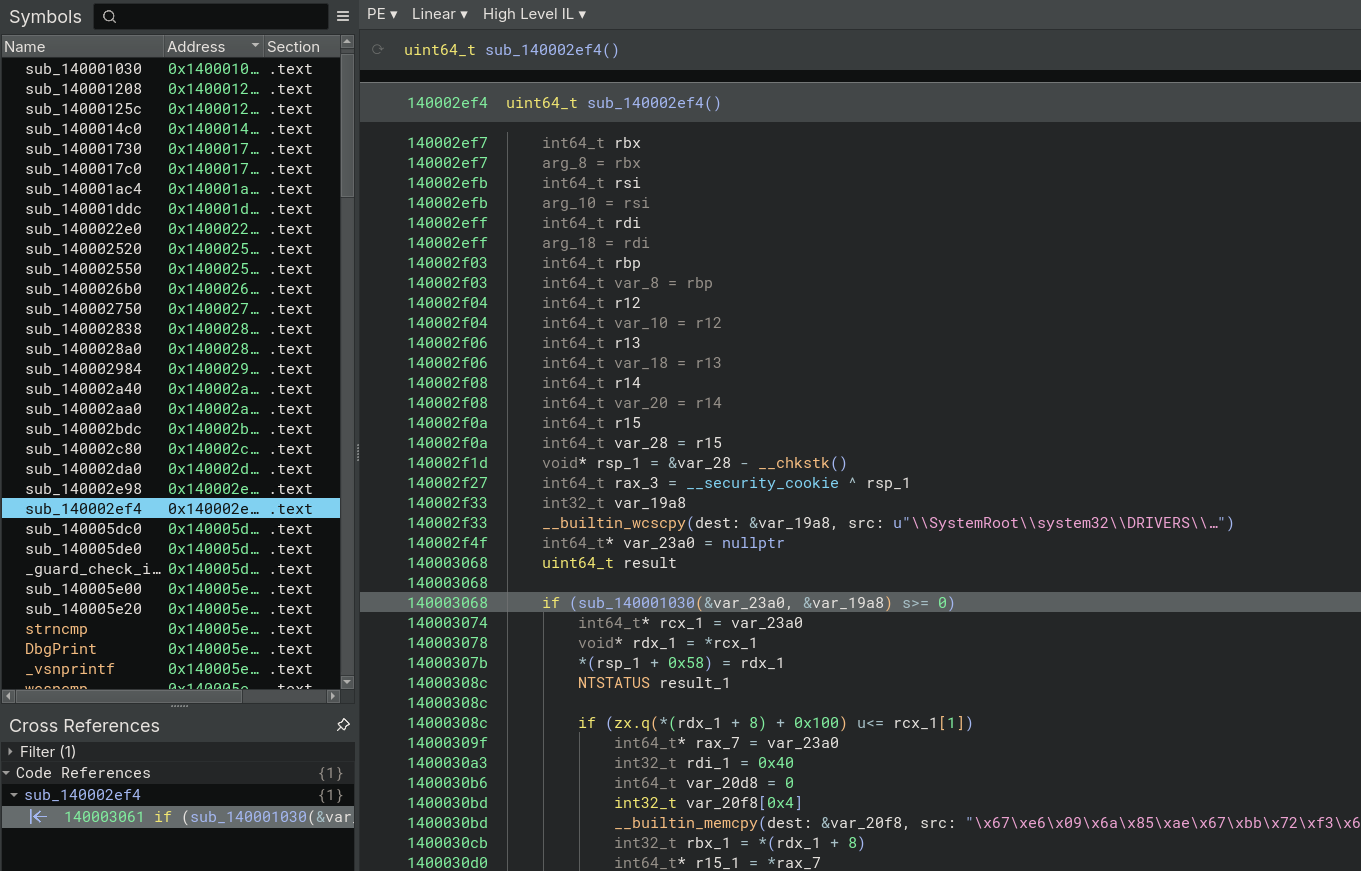 Symbols
Name Address Section
sub_140001030 0x1400010… .text
sub_140001208 0x1400012… .text
sub_14000125c 0x1400012… .text
sub_1400014c0 0x1400014… .text
sub_140001730 0x1400017… .text
sub_1400017c0 0x1400017… .text
sub_140001ac4 0x140001a… .text
sub_140001ddc 0x140001d… .text
sub_1400022e0 0x1400022… .text
sub_140002520 0x1400025… .text
sub_140002550 0x1400025… .text
sub_1400026b0 0x1400026… .text
sub_140002750 0x1400027… .text
sub_140002838 0x1400028… .text
sub_1400028a0 0x1400028… .text
sub_140002984 0x1400029… .text
sub_140002a40 0x140002a… .text
sub_140002aa0 0x140002a… .text
sub_140002bdc 0x140002b… .text
sub_140002c80 0x140002c… .text
sub_140002da0 0x140002d… .text
sub_140002e98 0x140002e… .text
sub_140002ef4 0x140002e… .text
sub_140005dc0 0x140005d… .text
sub_140005de0 0x140005d… .text
_guard_check_i… 0x140005d… .text
sub_140005e00 0x140005e… .text
sub_140005e20 0x140005e… .text
strncmp 0x140005e… .text
DbgPrint 0x140005e… .text
_vsnprintf 0x140005e… .text
wcsncmp 0x140005e… .text
Cross References
Filter (1)
Code References {1}
sub_140002ef4 {1}
140003061 if (sub_140001030(&var_
PE ▾ Linear ▾ High Level IL ▾
uint64_t sub_140002ef4()
140002ef4 uint64_t sub_140002ef4()
140002ef7 int64_t rbx
140002ef7 arg_8 = rbx
140002efb int64_t rsi
140002efb arg_10 = rsi
140002eff int64_t rdi
140002eff arg_18 = rdi
140002f03 int64_t rbp
140002f03 int64_t var_8 = rbp
140002f04 int64_t r12
140002f04 int64_t var_10 = r12
140002f06 int64_t r13
140002f06 int64_t var_18 = r13
140002f08 int64_t r14
140002f08 int64_t var_20 = r14
140002f0a int64_t r15
140002f0a int64_t var_28 = r15
140002f1d void* rsp_1 = &var_28 - __chkstk()
140002f27 int64_t rax_3 = __security_cookie ^ rsp_1
140002f33 int32_t var_19a8
140002f33 __builtin_wcscpy(dest: &var_19a8, src: u"\\SystemRoot\\system32\\DRIVERS\\…")
140002f4f int64_t* var_23a0 = nullptr
140003068 uint64_t result
140003068
140003068 if (sub_140001030(&var_23a0, &var_19a8) s>= 0)
140003074 int64_t* rcx_1 = var_23a0
140003078 void* rdx_1 = *rcx_1
14000307b *(rsp_1 + 0x58) = rdx_1
14000308c NTSTATUS result_1
14000308c
14000308c if (zx.q(*(rdx_1 + 8) + 0x100) u<= rcx_1[1])
14000309f int64_t* rax_7 = var_23a0
1400030a3 int32_t rdi_1 = 0x40
1400030b6 int64_t var_20d8 = 0
1400030bd int32_t var_20f8[0x4]
1400030bd __builtin_memcpy(dest: &var_20f8, src: "\x67\xe6\x09\x6a\x85\xae\x67\xbb\x72\xf3\x6
1400030cb int32_t rbx_1 = *(rdx_1 + 8)
1400030d0 int64_t* r15_1 = *rax_7